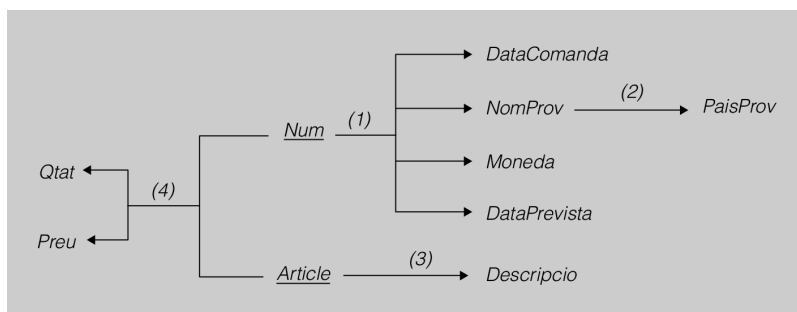 DataComanda
(1)
NomProv
(2)
PaisProv
Num
Qtat
(4)
Moneda
Preu
DataPrevista
Article
(3)
Descripcio